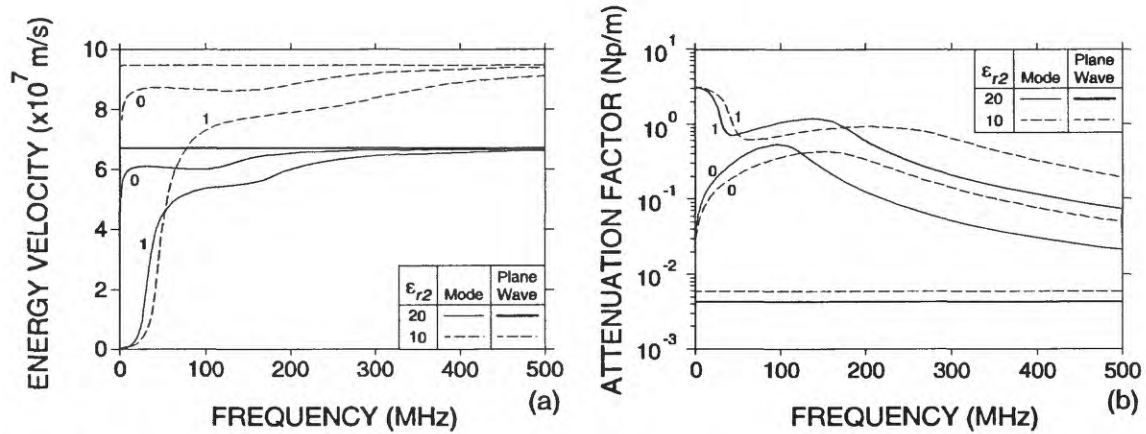 ENERGY VELOCITY (x10⁷ m/s)
10
8
6
4
2
0
0
1
0
1
εr2 Mode Plane Wave
20
10
0 100 200 300 400 500
FREQUENCY (MHz)
(a)
ATTENUATION FACTOR (Np/m)
10¹
10⁰
10⁻¹
10⁻²
10⁻³
εr2 Mode Plane Wave
20
10
1
1
0
0
0 100 200 300 400 500
FREQUENCY (MHz)
(b)